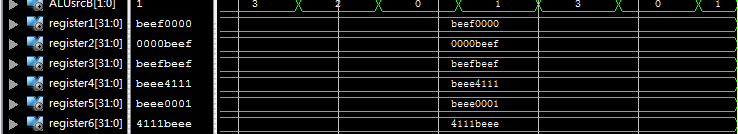 ALUsrcB[1:0] 1 3 2 0 1 3 0 1
register1[31:0] beef0000 beef0000
register2[31:0] 0000beef 0000beef
register3[31:0] beefbeef beefbeef
register4[31:0] beee4111 beee4111
register5[31:0] beee0001 beee0001
register6[31:0] 4111beee 4111beee